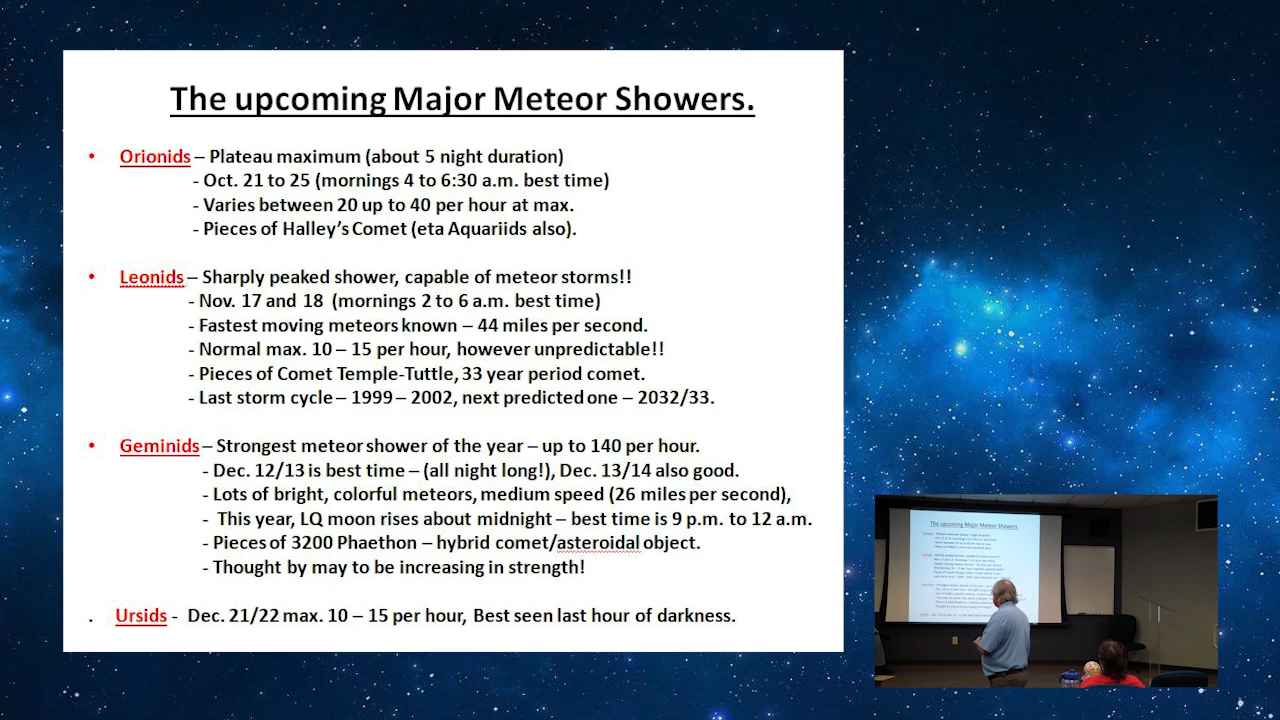 The upcoming Major Meteor Showers.
• Orionids – Plateau maximum (about 5 night duration)
- Oct. 21 to 25 (mornings 4 to 6:30 a.m. best time)
- Varies between 20 up to 40 per hour at max.
- Pieces of Halley's Comet (eta Aquariids also).
• Leonids – Sharply peaked shower, capable of meteor storms!!
- Nov. 17 and 18 (mornings 2 to 6 a.m. best time)
- Fastest moving meteors known – 44 miles per second.
- Normal max. 10 – 15 per hour, however unpredictable!!
- Pieces of Comet Temple-Tuttle, 33 year period comet.
- Last storm cycle – 1999 – 2002, next predicted one – 2032/33.
• Geminids – Strongest meteor shower of the year – up to 140 per hour.
- Dec. 12/13 is best time – (all night long!), Dec. 13/14 also good.
- Lots of bright, colorful meteors, medium speed (26 miles per second),
- This year, LQ moon rises about midnight – best time is 9 p.m. to 12 a.m.
- Pieces of 3200 Phaethon – hybrid comet/asteroidal object.
- Thought by may to be increasing in strength!
. Ursids - Dec. 21/22 max. 10 – 15 per hour, Best seen last hour of darkness.
The upcoming Major Meteor Showers.